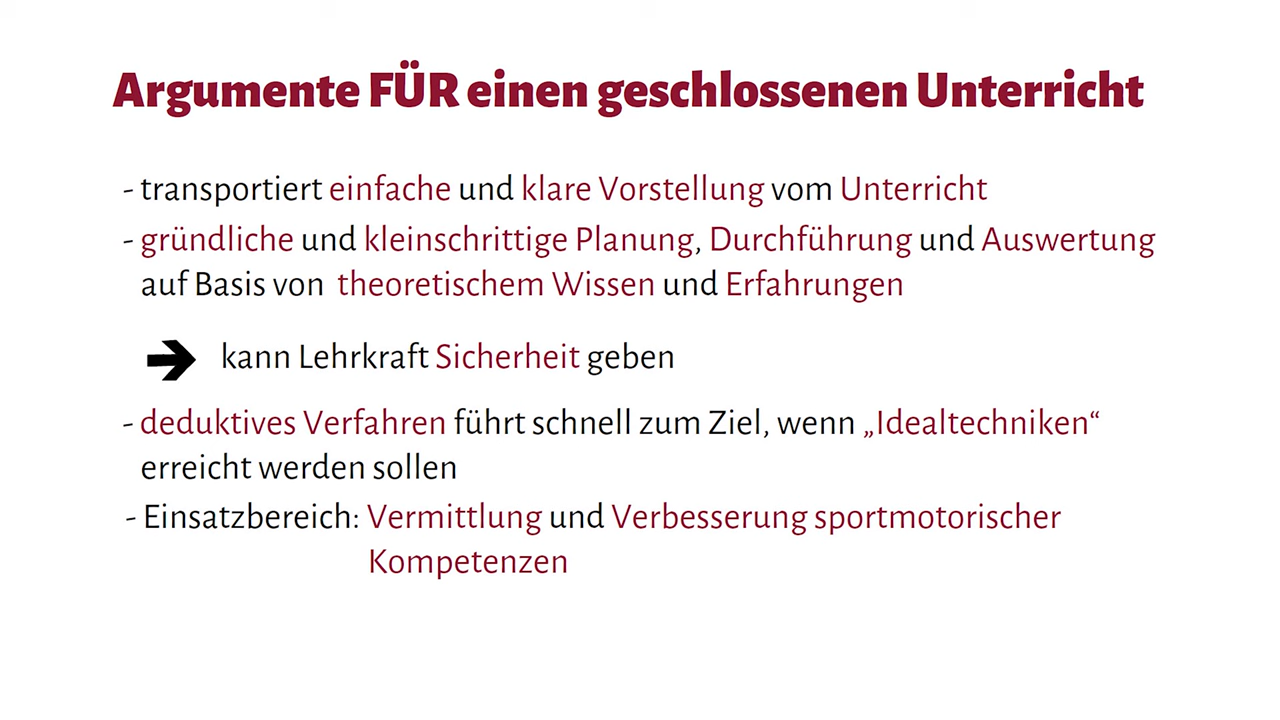 Argumente FÜR einen geschlossenen Unterricht
- transportiert einfache und klare Vorstellung vom Unterricht
- gründliche und kleinschrittige Planung, Durchführung und Auswertung
auf Basis von theoretischem Wissen und Erfahrungen
➔ kann Lehrkraft Sicherheit geben
- deduktives Verfahren führt schnell zum Ziel, wenn „Idealtechniken“
erreicht werden sollen
- Einsatzbereich: Vermittlung und Verbesserung sportmotorischer
Kompetenzen